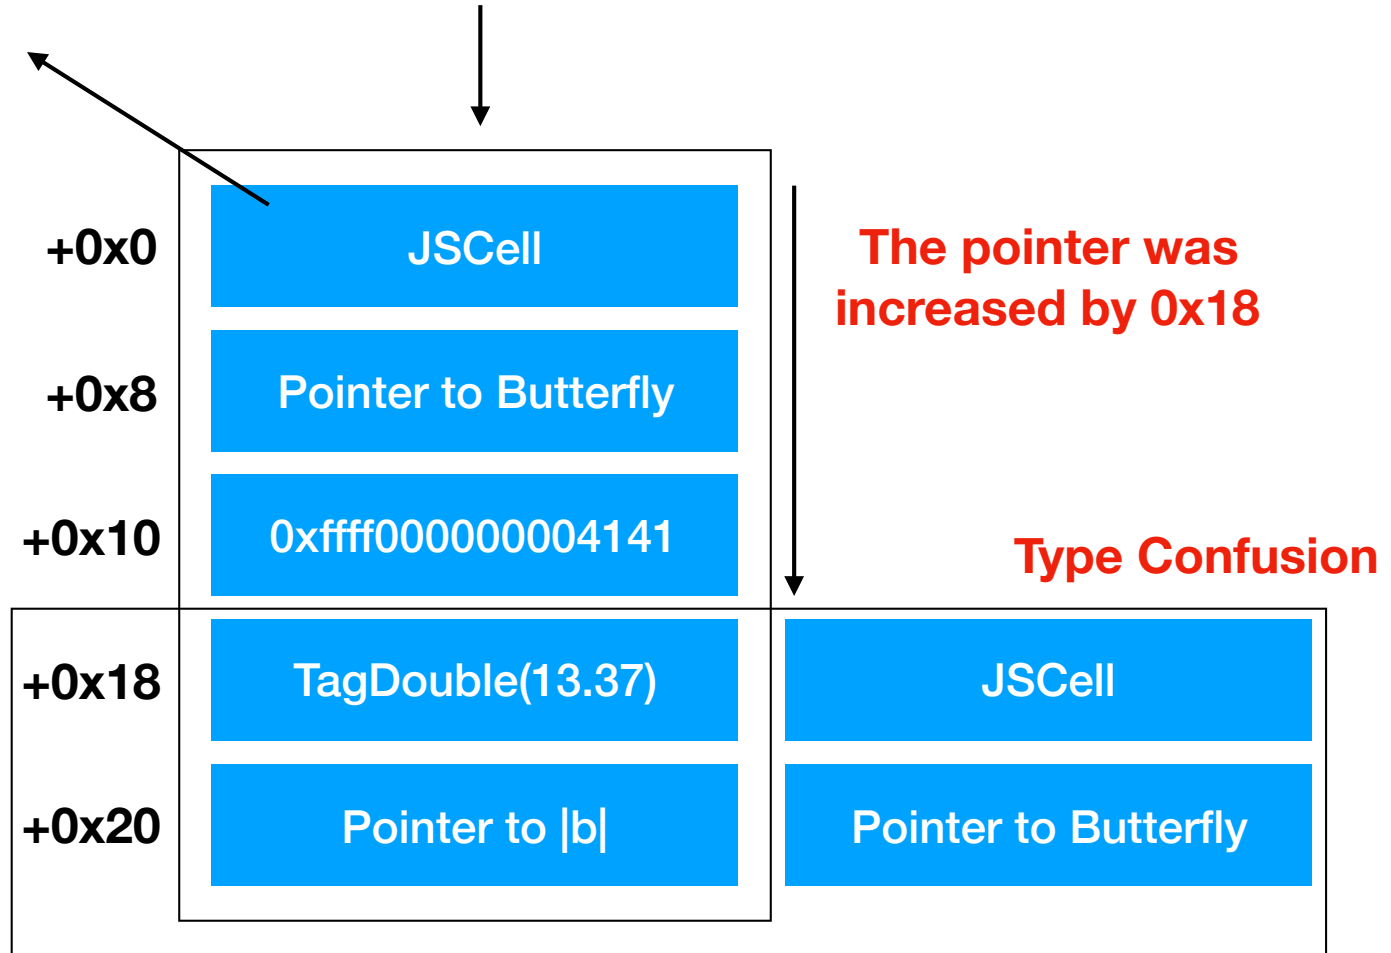 +0x0
JSCell
The pointer was
increased by 0x18
+0x8
Pointer to Butterfly
+0x10
0xffff000000004141
Type Confusion
+0x18
TagDouble(13.37)
JSCell
+0x20
Pointer to |b|
Pointer to Butterfly